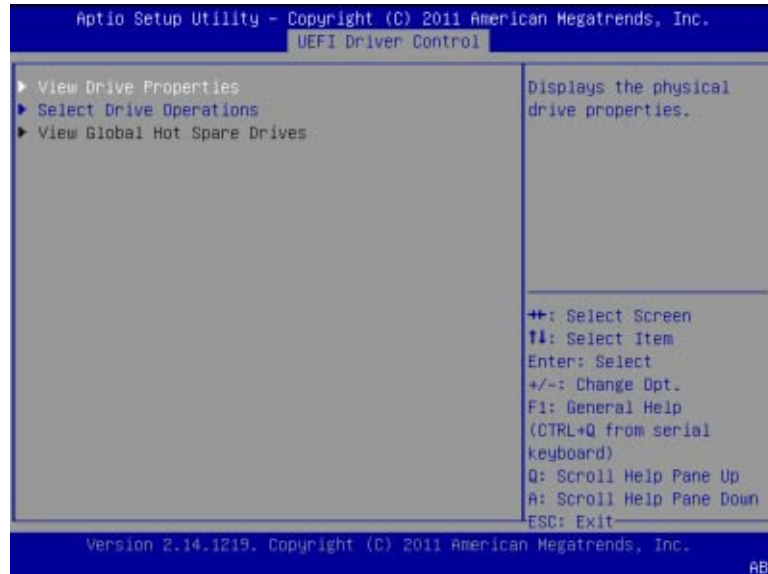 Aptio Setup Utility – Copyright (C) 2011 American Megatrends, Inc.
UEFI Driver Control
View Drive Properties
Select Drive Operations
View Global Hot Spare Drives
Displays the physical
drive properties.
: Select Screen
↑↓: Select Item
Enter: Select
+/-: Change Opt.
F1: General Help
(CTRL+Q from serial
keyboard)
Q: Scroll Help Pane Up
A: Scroll Help Pane Down
ESC: Exit
Version 2.14.1219. Copyright (C) 2011 American Megatrends, Inc.
AB